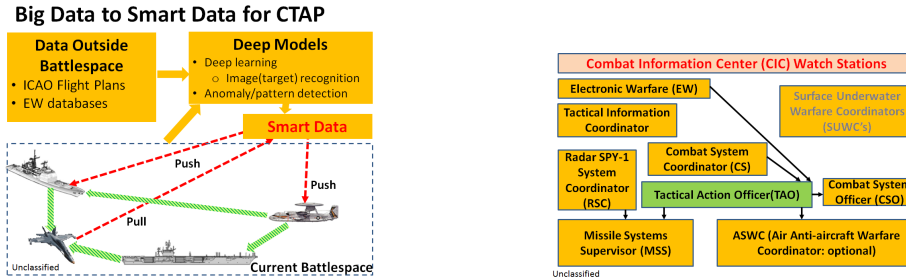 Big Data to Smart Data for CTAP
Data Outside
Battlespace
• ICAO Flight Plans
• EW databases
Deep Models
• Deep learning
o Image(target) recognition
• Anomaly/pattern detection
Smart Data
Push
Push
Pull
Unclassified
Current Battlespace
Combat Information Center (CIC) Watch Stations
Electronic Warfare (EW)
Surface Underwater
Warfare Coordinators
(SUWC's)
Tactical Information
Coordinator
Combat System
Coordinator (CS)
Radar SPY-1
System
Coordinator
(RSC)
Tactical Action Officer(TAO)
Combat System
Officer (CSO)
Missile Systems
Supervisor (MSS)
ASWC (Air Anti-aircraft Warfare
Coordinator: optional)
Unclassified